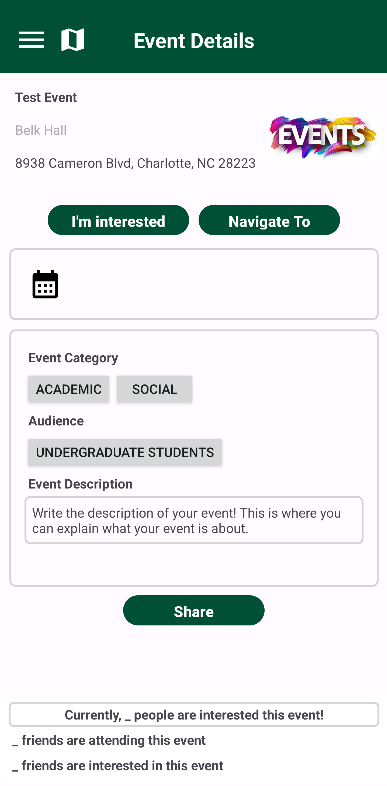 Event Details
Test Event
Belk Hall
8938 Cameron Blvd, Charlotte, NC 28223
EVENTS
I'm interested
Navigate To
Event Category
ACADEMIC
SOCIAL
Audience
UNDERGRADUATE STUDENTS
Event Description
Write the description of your event! This is where you
can explain what your event is about.
Share
Currently, _ people are interested this event!
_ friends are attending this event
_ friends are interested in this event